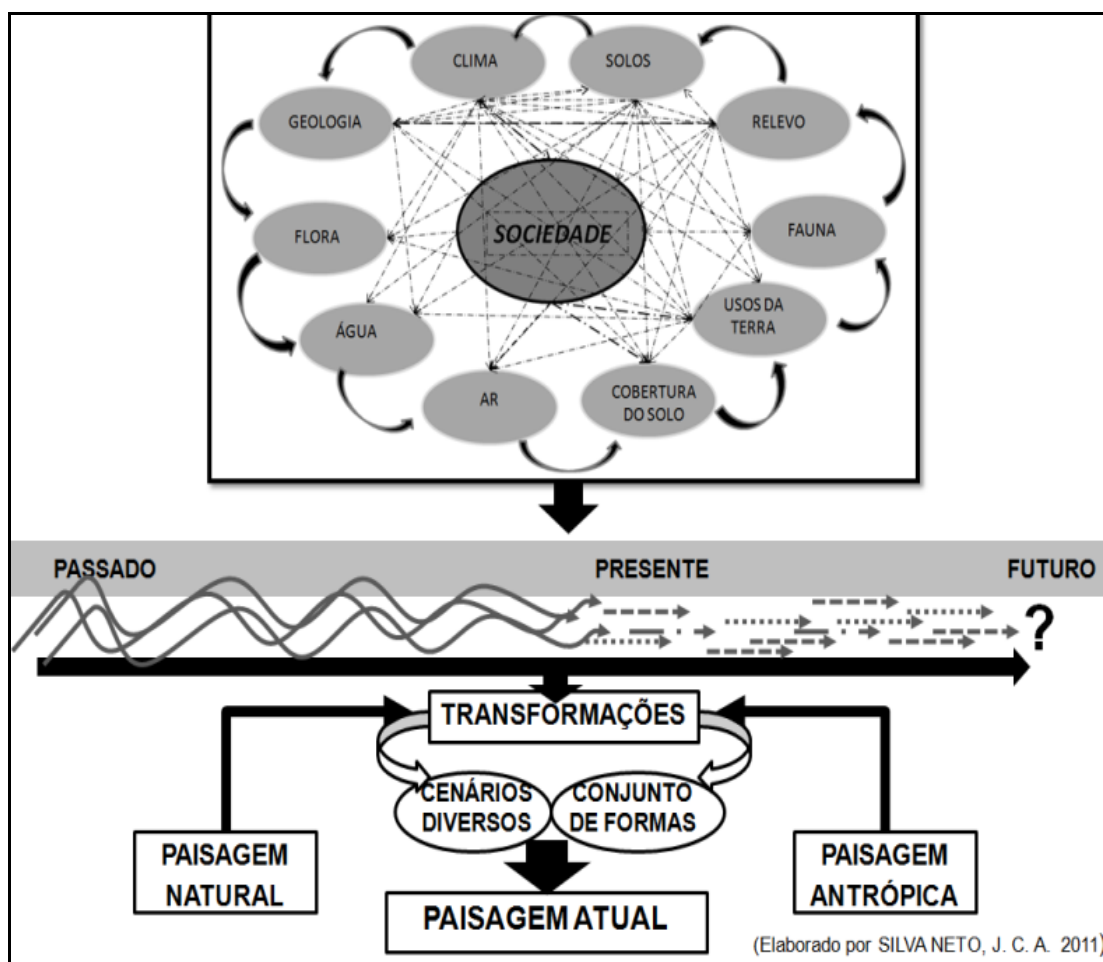 CLIMA
SOLOS
GEOLOGIA
RELEVO
FLORA
SOCIEDADE
FAUNA
ÁGUA
USOS DA
TERRA
AR
COBERTURA
DO SOLO
PASSADO
PRESENTE
FUTURO
?
TRANSFORMAÇÕES
CENÁRIOS
DIVERSOS
CONJUNTO
DE FORMAS
PAISAGEM
NATURAL
PAISAGEM
ANTRÓPICA
PAISAGEM ATUAL
(Elaborado por SILVA NETO, J. C. A. 2011)